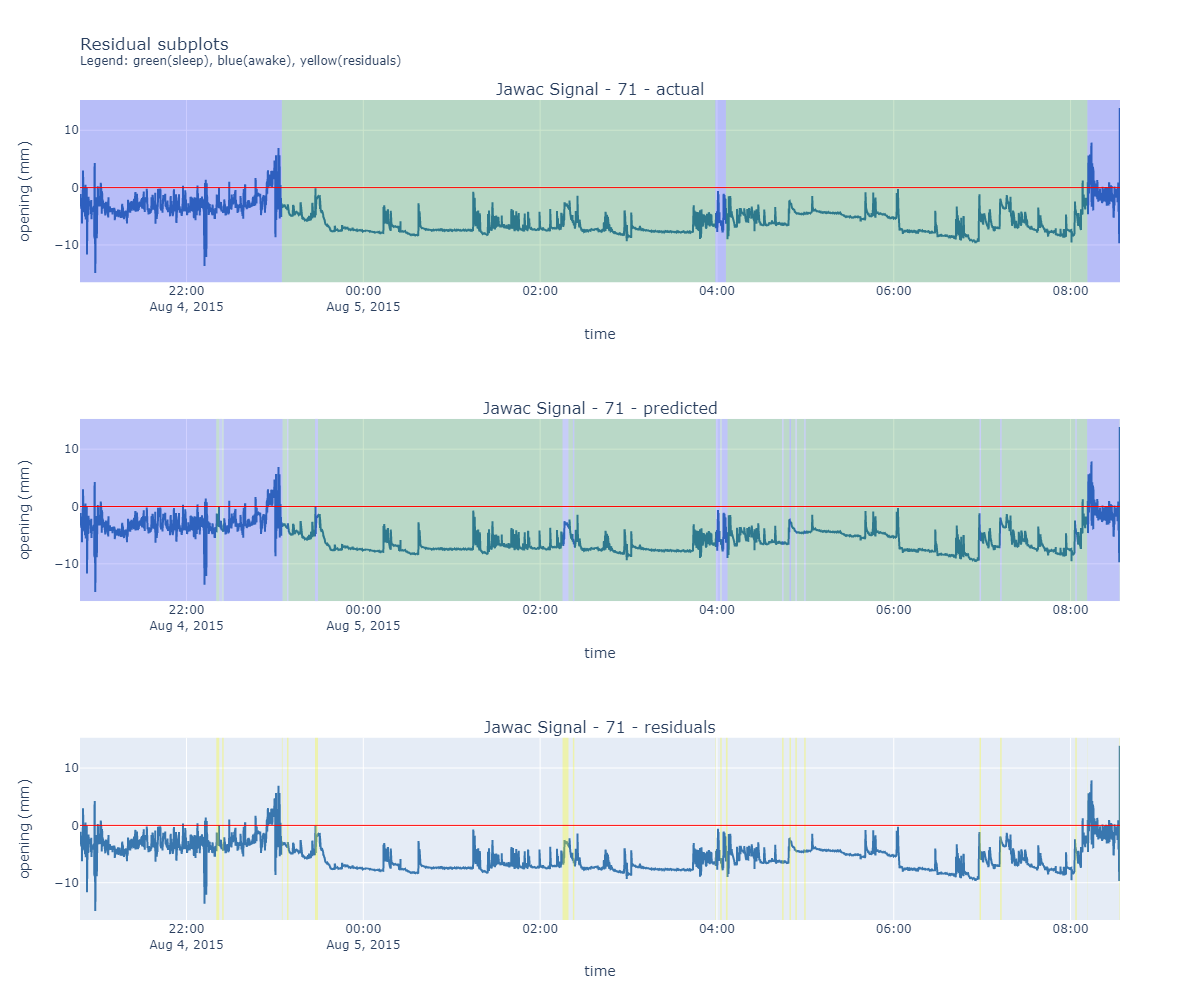 Residual subplots
Legend: green(sleep), blue(awake), yellow(residuals)
Jawac Signal - 71 - actual
opening (mm)
10
0
−10
22:00 00:00 02:00 04:00 06:00 08:00
Aug 4, 2015 Aug 5, 2015
time
Jawac Signal - 71 - predicted
opening (mm)
10
0
−10
22:00 00:00 02:00 04:00 06:00 08:00
Aug 4, 2015 Aug 5, 2015
time
Jawac Signal - 71 - residuals
opening (mm)
10
0
−10
22:00 00:00 02:00 04:00 06:00 08:00
Aug 4, 2015 Aug 5, 2015
time